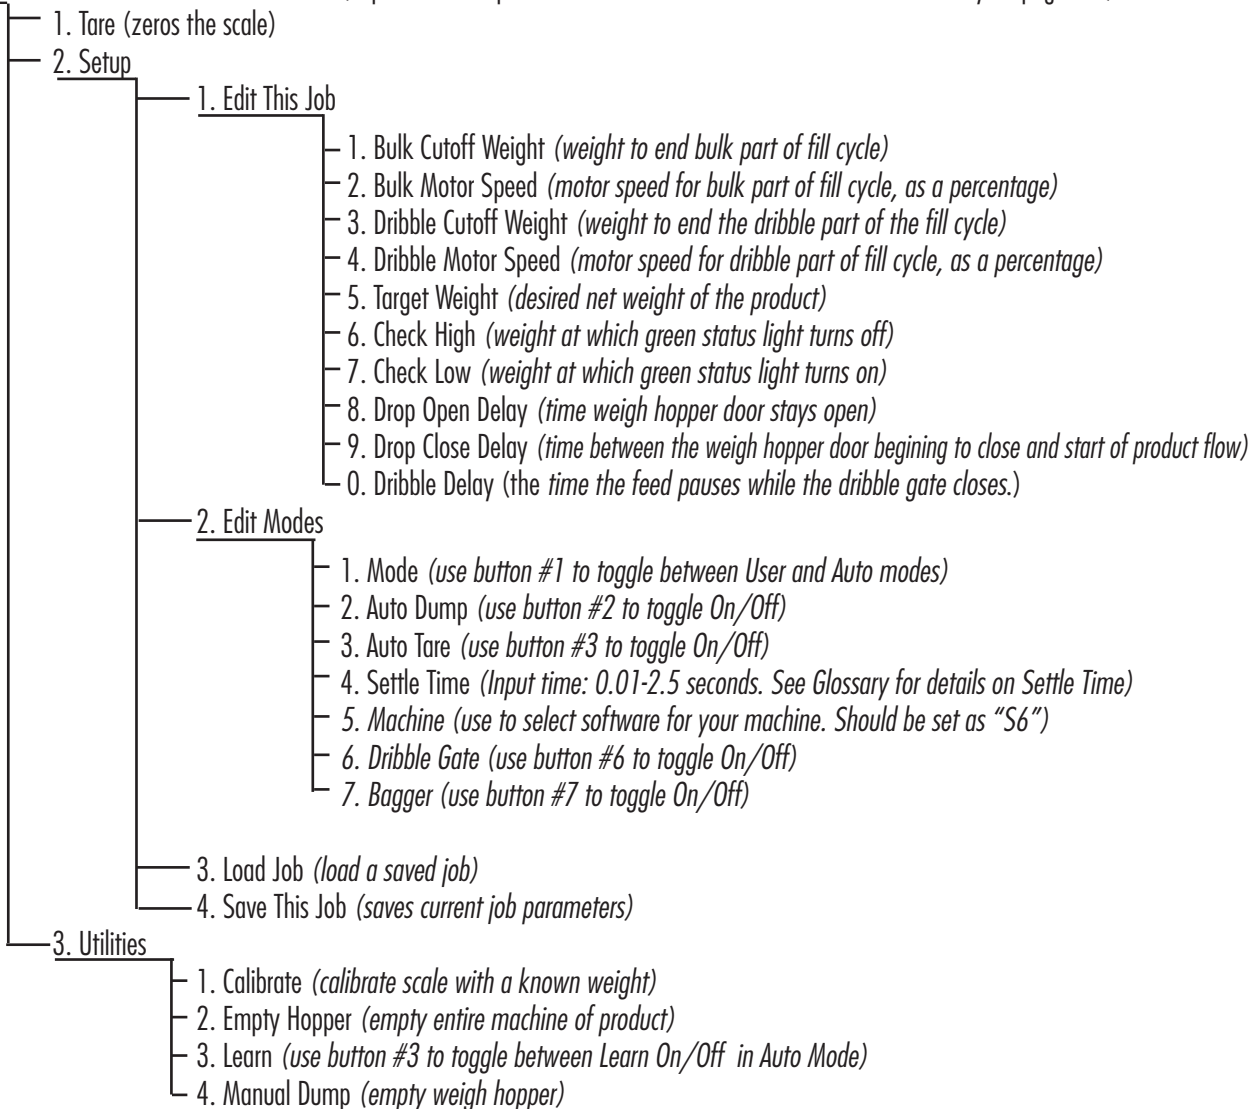 1. Tare (zeros the scale)
2. Setup
1. Edit This Job
1. Bulk Cutoff Weight (weight to end bulk part of fill cycle)
2. Bulk Motor Speed (motor speed for bulk part of fill cycle, as a percentage)
3. Dribble Cutoff Weight (weight to end the dribble part of the fill cycle)
4. Dribble Motor Speed (motor speed for dribble part of fill cycle, as a percentage)
5. Target Weight (desired net weight of the product)
6. Check High (weight at which green status light turns off)
7. Check Low (weight at which green status light turns on)
8. Drop Open Delay (time weigh hopper door stays open)
9. Drop Close Delay (time between the weigh hopper door begining to close and start of product flow)
0. Dribble Delay (the time the feed pauses while the dribble gate closes.)
2. Edit Modes
1. Mode (use button #1 to toggle between User and Auto modes)
2. Auto Dump (use button #2 to toggle On/Off)
3. Auto Tare (use button #3 to toggle On/Off)
4. Settle Time (Input time: 0.01-2.5 seconds. See Glossary for details on Settle Time)
5. Machine (use to select software for your machine. Should be set as “S6”)
6. Dribble Gate (use button #6 to toggle On/Off)
7. Bagger (use button #7 to toggle On/Off)
3. Load Job (load a saved job)
4. Save This Job (saves current job parameters)
3. Utilities
1. Calibrate (calibrate scale with a known weight)
2. Empty Hopper (empty entire machine of product)
3. Learn (use button #3 to toggle between Learn On/Off in Auto Mode)
4. Manual Dump (empty weigh hopper)